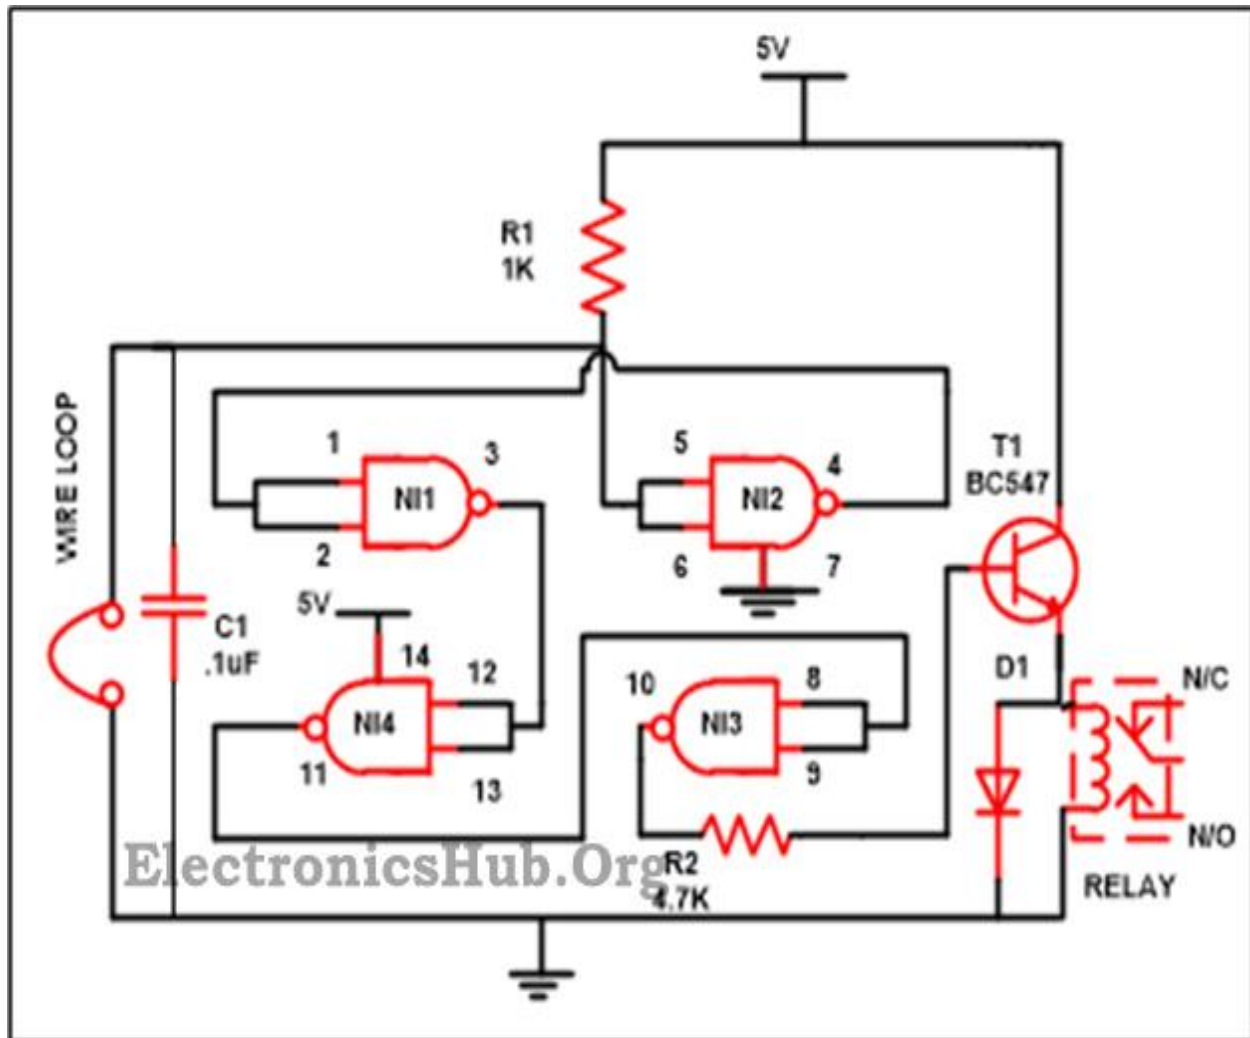 5V
R1
1K
WIRE LOOP
1
3
5
4
T1
BC547
NI1
NI2
2
6
7
5V
C1
.1uF
14
12
10
8
D1
N/C
NI4
NI3
11
13
9
N/O
ElectronicsHub.Org
R2
4.7K
RELAY